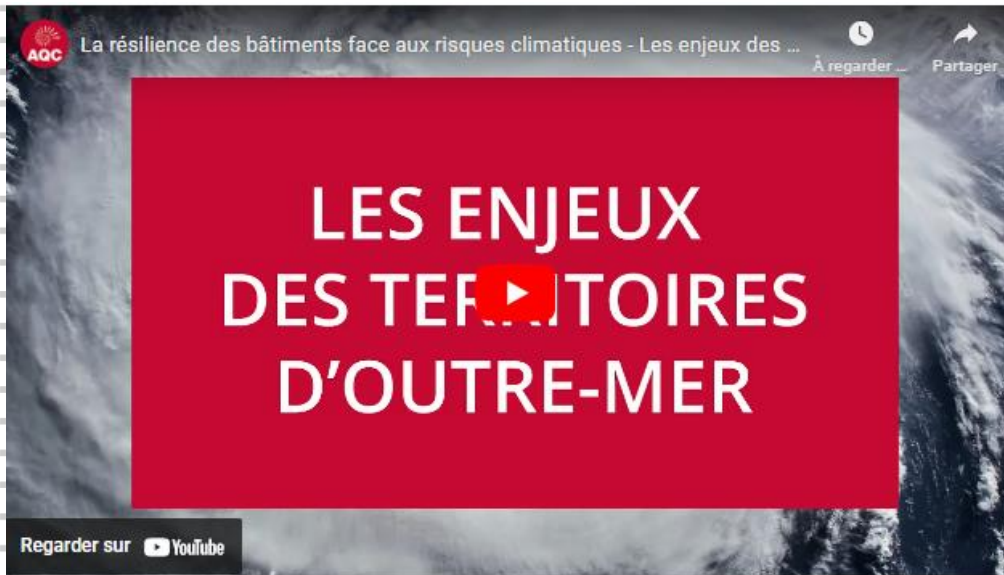 AQC
La résilience des bâtiments face aux risques climatiques - Les enjeux des ...
À regarder ...
Partager
LES ENJEUX
DES TERRITOIRES
D'OUTRE-MER
Regarder sur YouTube